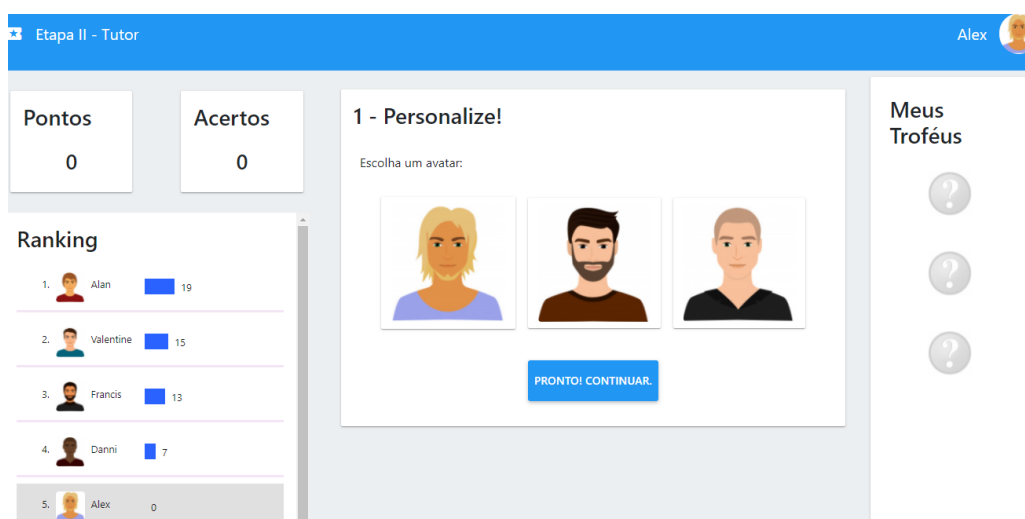 Etapa II - Tutor
Alex
Pontos
0
Acertos
0
Ranking
1. Alan 19
2. Valentine 15
3. Francis 13
4. Danni 7
5. Alex 0
1 - Personalize!
Escolha um avatar:
PRONTO! CONTINUAR.
Meus
Troféus
?
?
?